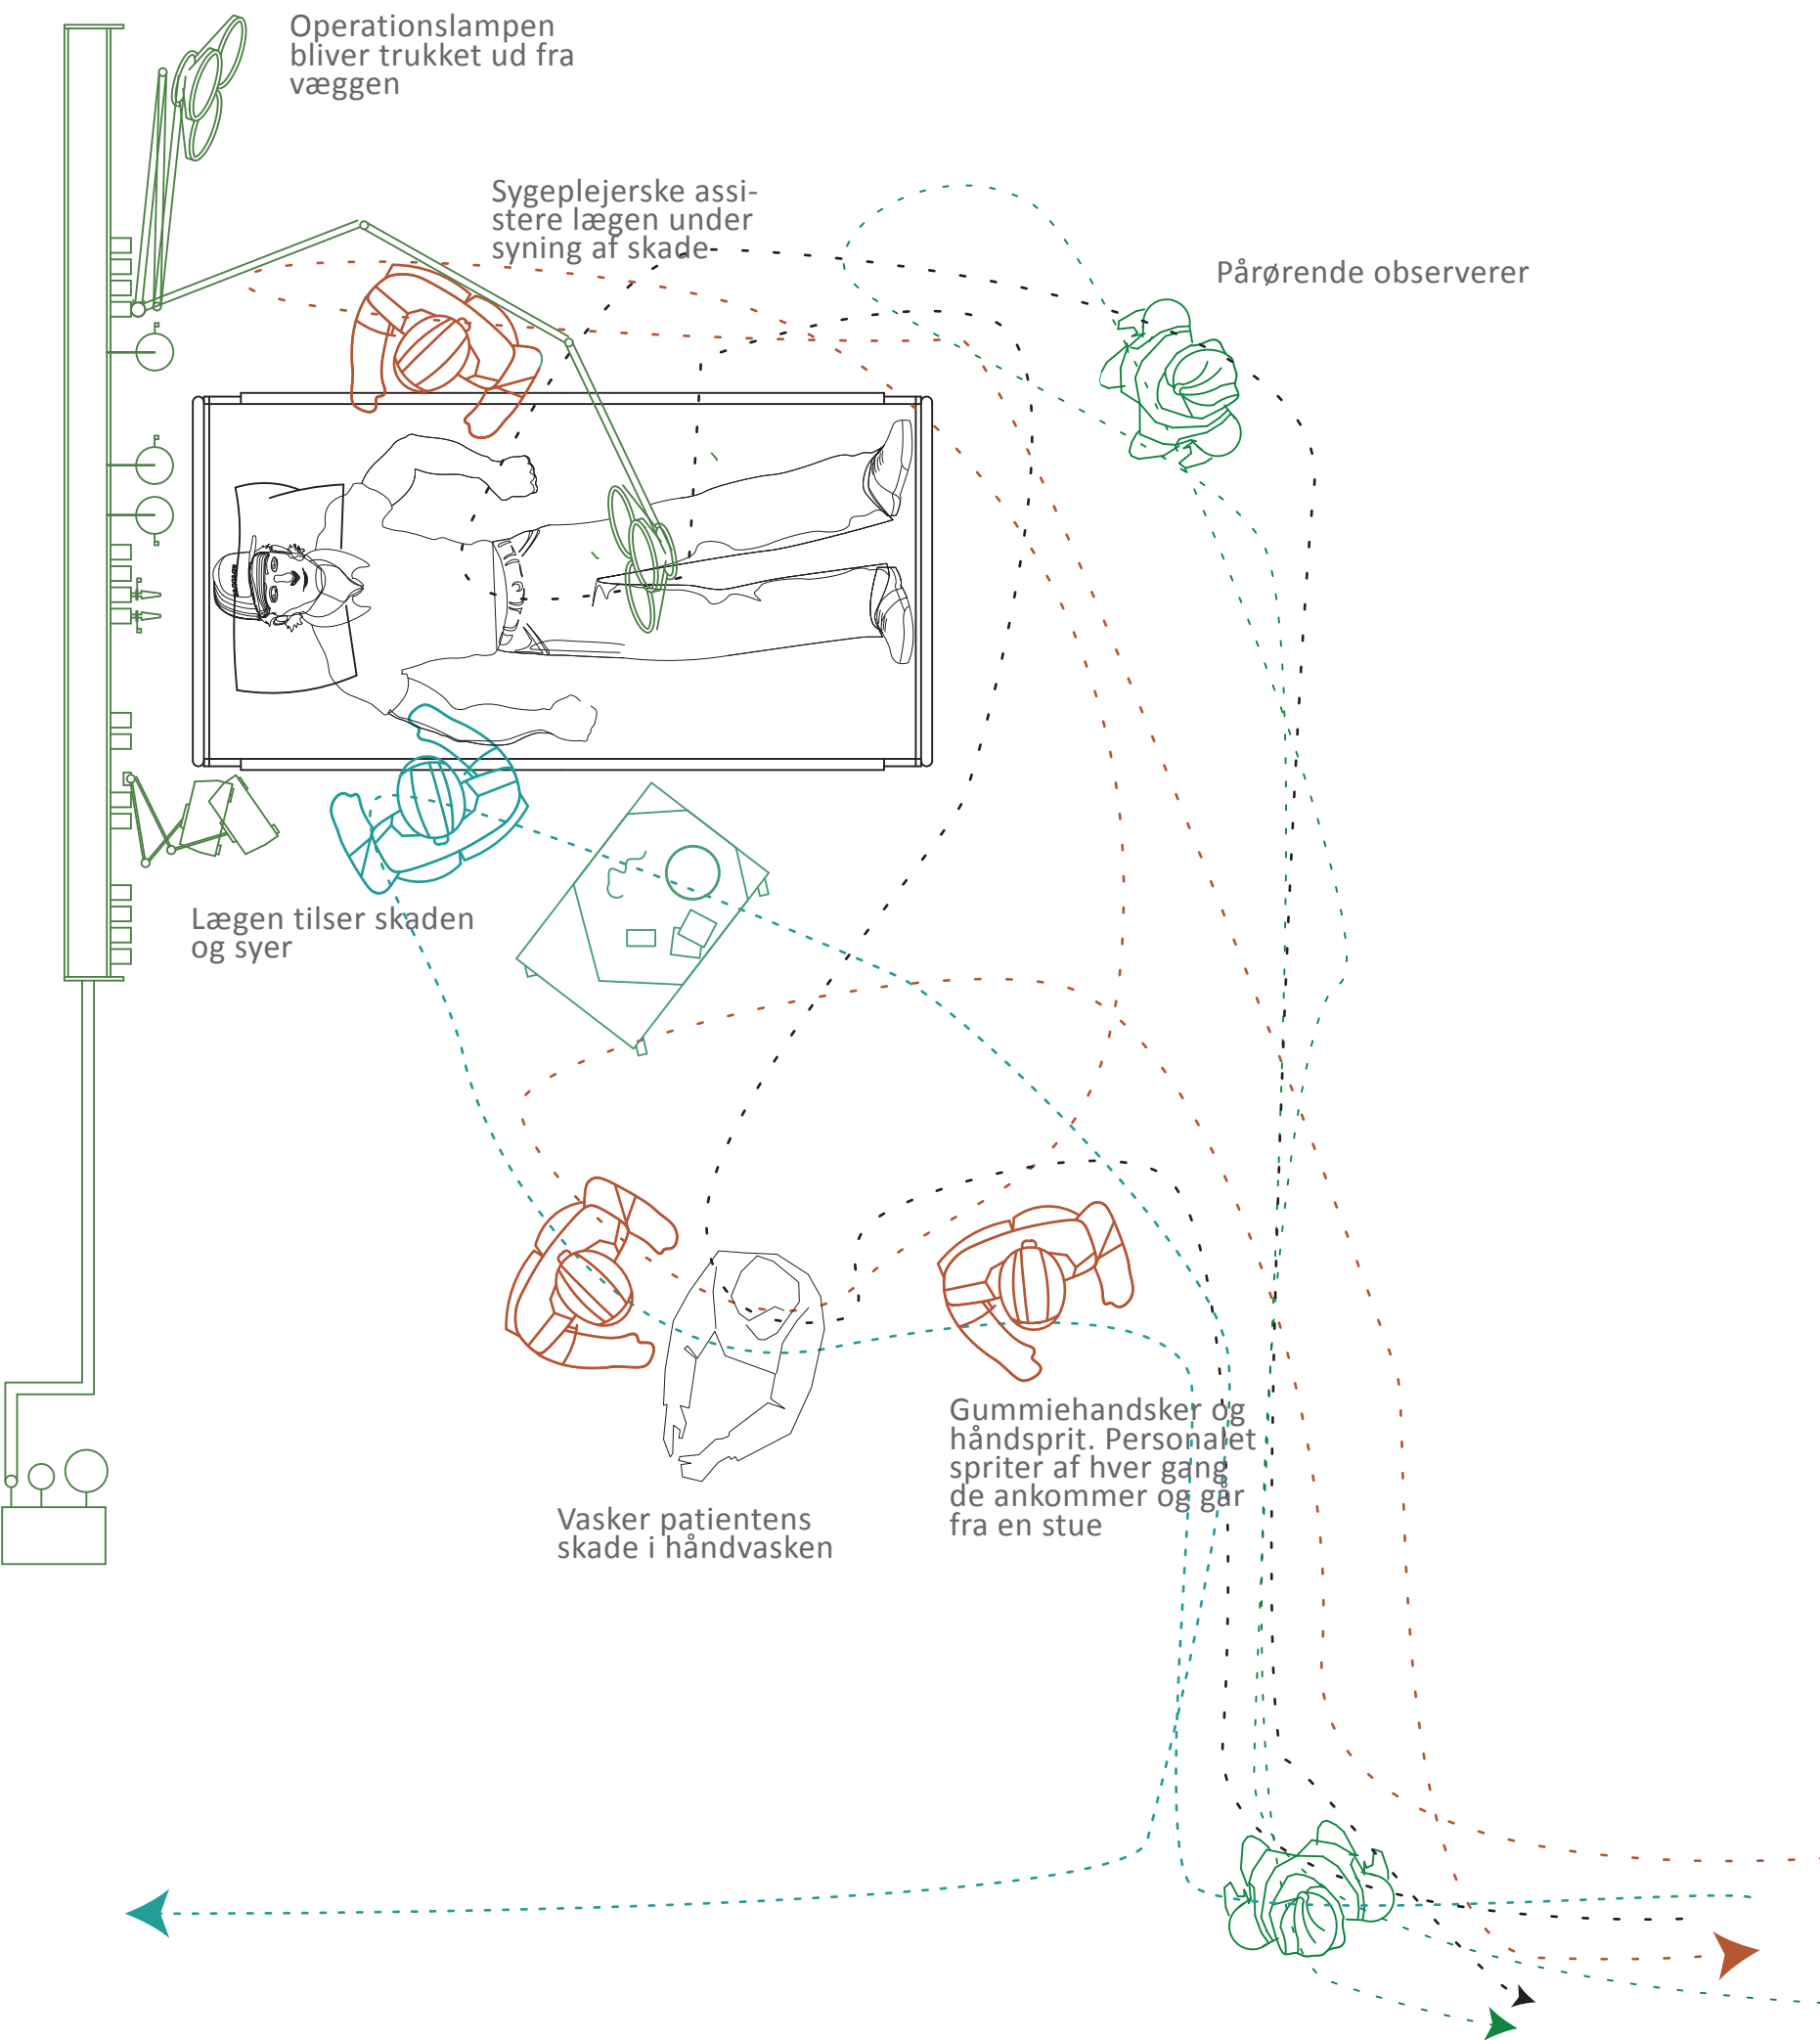 Operationslampen
bliver trukket ud fra
væggen
Sygeplejerske assi-
stere lægen under
syning af skade
Pårørende observerer
Lægen tilser skaden
og syer
Gummiehandsker og
håndsprit. Personalet
spriter af hver gang
de ankommer og går
fra en stue
Vasker patientens
skade i håndvasken